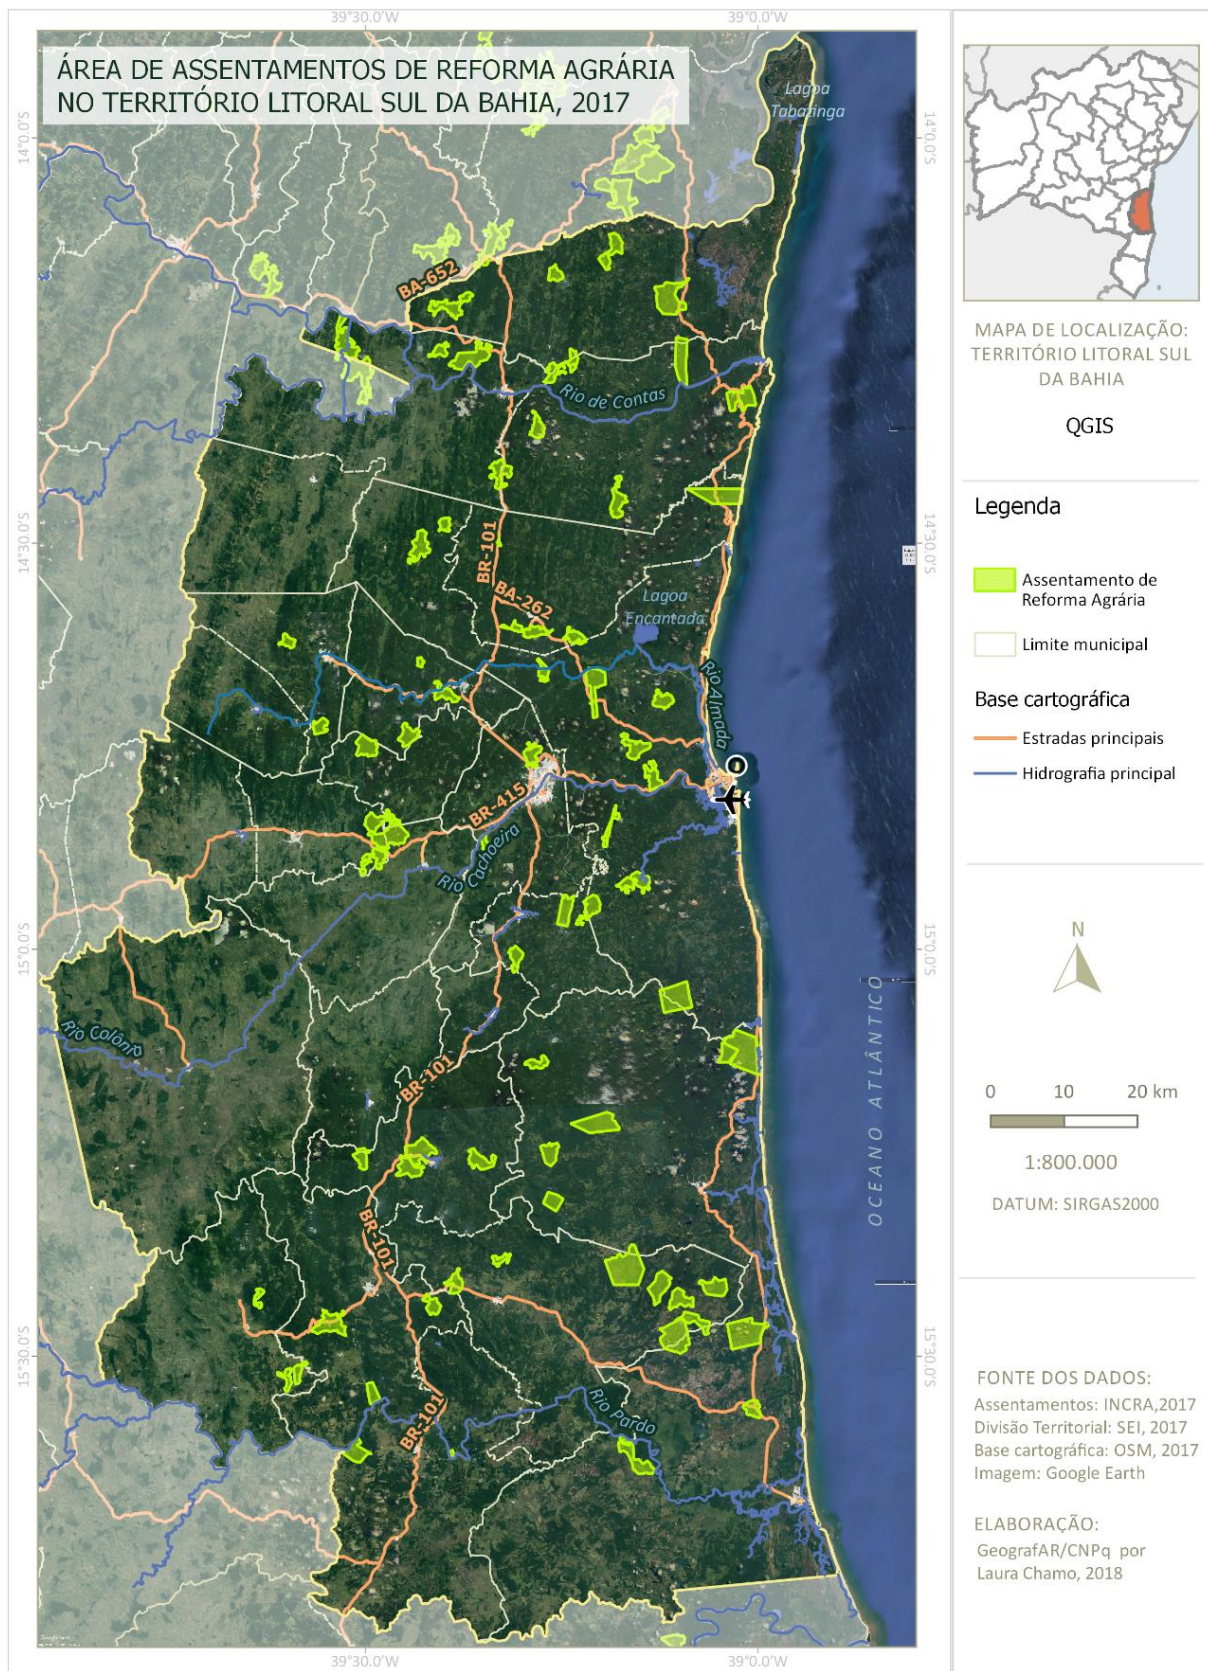 39°30.0'W
39°0.0'W
ÁREA DE ASSENTAMENTOS DE REFORMA AGRÁRIA
NO TERRITÓRIO LITORAL SUL DA BAHIA, 2017
Lagoa
Tabatinga
14°0.0'S
14°0.0'S
BA-652
Rio de Contas
14°30.0'S
14°30.0'S
BR-101
BA-262
Lagoa
Encantada
Rio Almada
BR-415
Rio Cachoeira
15°0.0'S
15°0.0'S
Rio Colônia
BR-101
OCEANO ATLÂNTICO
BR-101
15°30.0'S
15°30.0'S
BR-101
Rio Pardo
39°30.0'W
39°0.0'W
MAPA DE LOCALIZAÇÃO:
TERRITÓRIO LITORAL SUL
DA BAHIA
QGIS
Legenda
Assentamento de
Reforma Agrária
Limite municipal
Base cartográfica
Estradas principais
Hidrografia principal
N
0 10 20 km
1:800.000
DATUM: SIRGAS2000
FONTE DOS DADOS:
Assentamentos: INCRA,2017
Divisão Territorial: SEI, 2017
Base cartográfica: OSM, 2017
Imagem: Google Earth
ELABORAÇÃO:
GeografAR/CNPq por
Laura Chamo, 2018